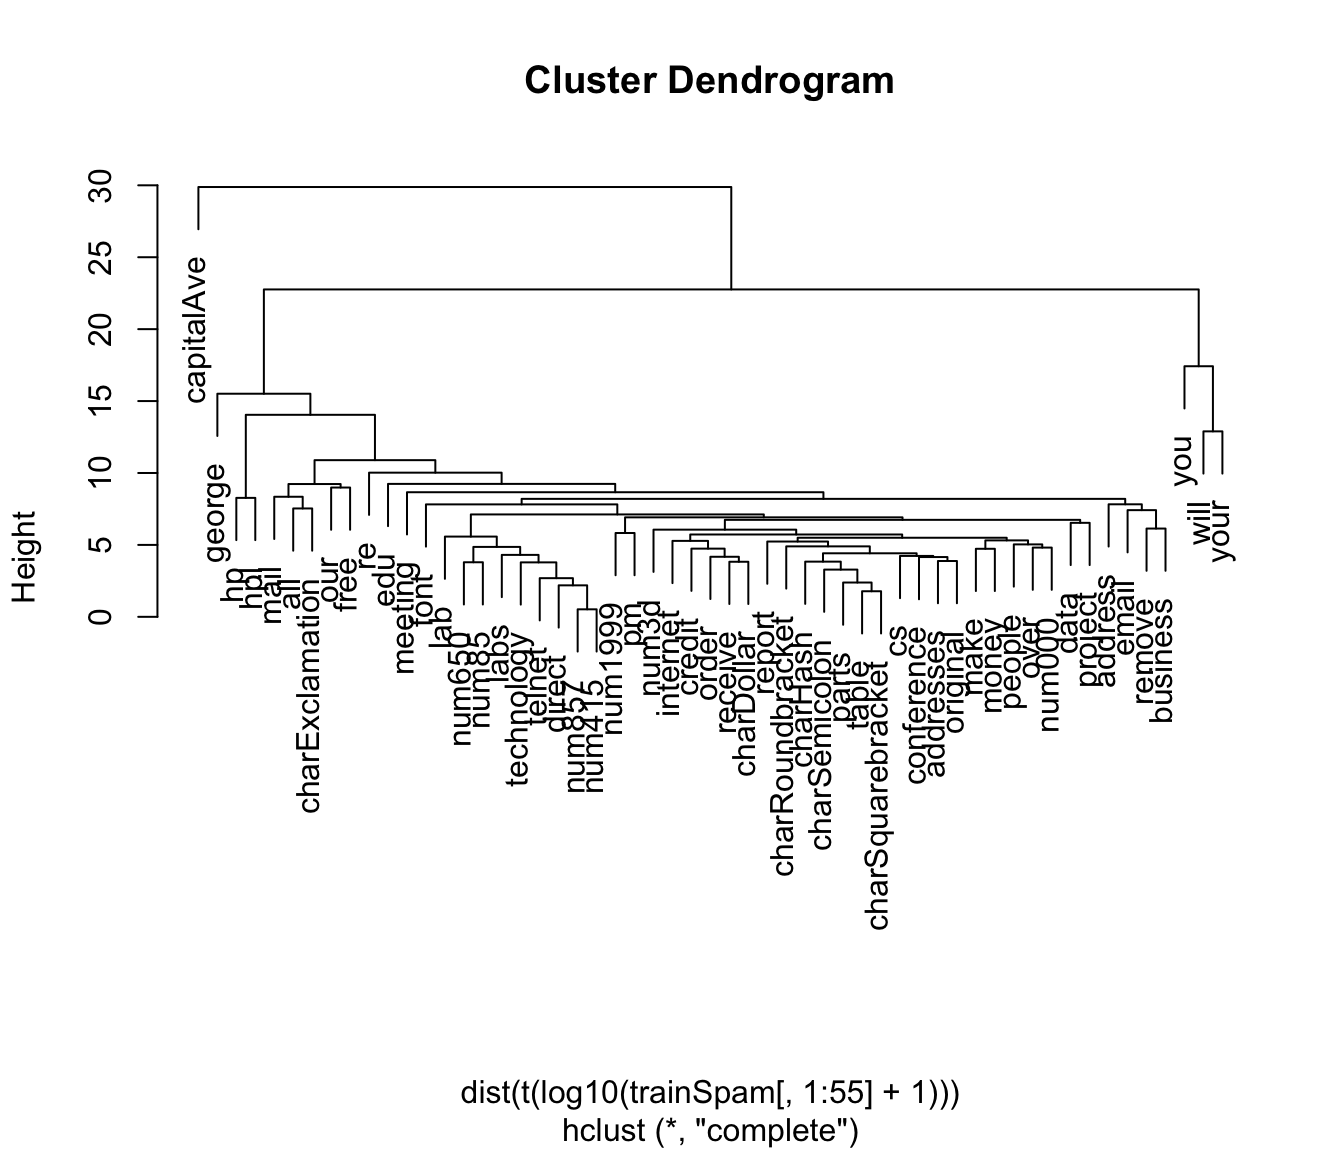 Cluster Dendrogram
Height
0
5
10
15
20
25
30
capitalAve
george
hp
hpl
mail
all
charExclamation
our
free
re
edu
meeting
font
lab
num650
num85
labs
technology
telnet
direct
num857
num415
num1999
pm
num3d
internet
credit
order
receive
charDollar
report
charRoundbracket
charHash
charSemicolon
parts
table
charSquarebracket
cs
conference
addresses
original
make
money
people
over
num000
data
project
address
email
remove
business
you
will
your
dist(t(log10(trainSpam[, 1:55] + 1)))
hclust (*, "complete")